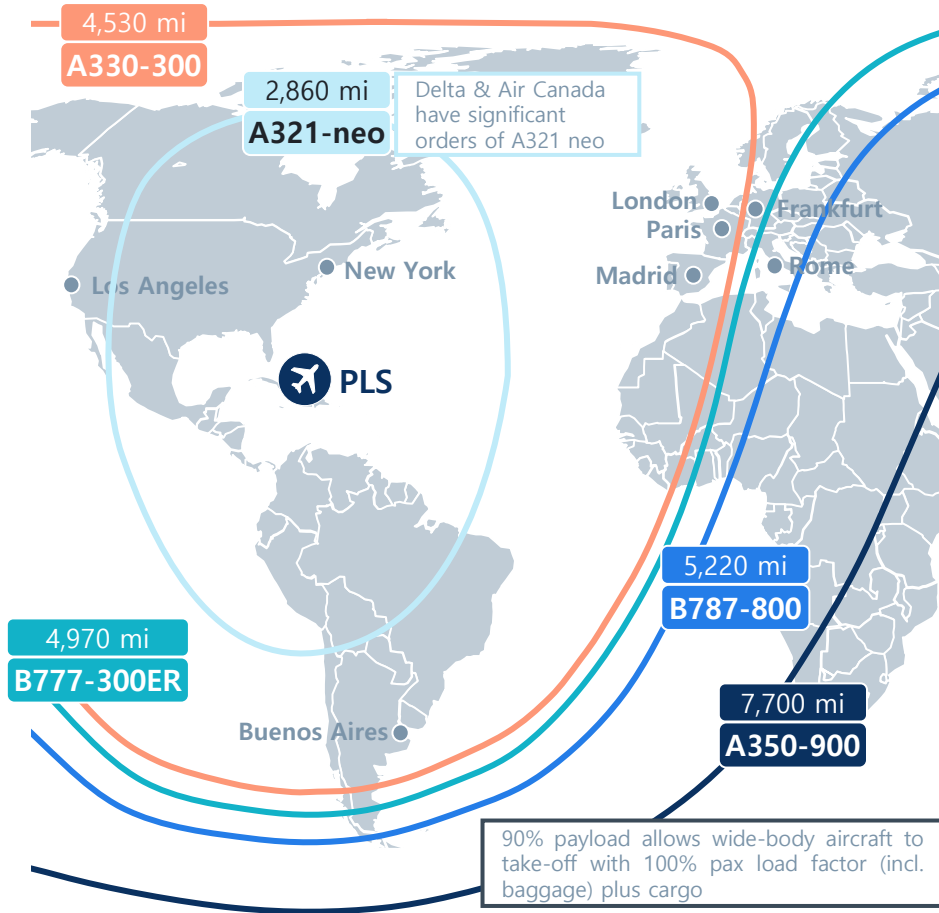 4,530 mi
A330-300
2,860 mi
A321-neo
Delta & Air Canada
have significant
orders of A321 neo
London
Frankfurt
Paris
New York
Madrid
Rome
Los Angeles
PLS
5,220 mi
B787-800
4,970 mi
B777-300ER
7,700 mi
A350-900
Buenos Aires
90% payload allows wide-body aircraft to
take-off with 100% pax load factor (incl.
baggage) plus cargo